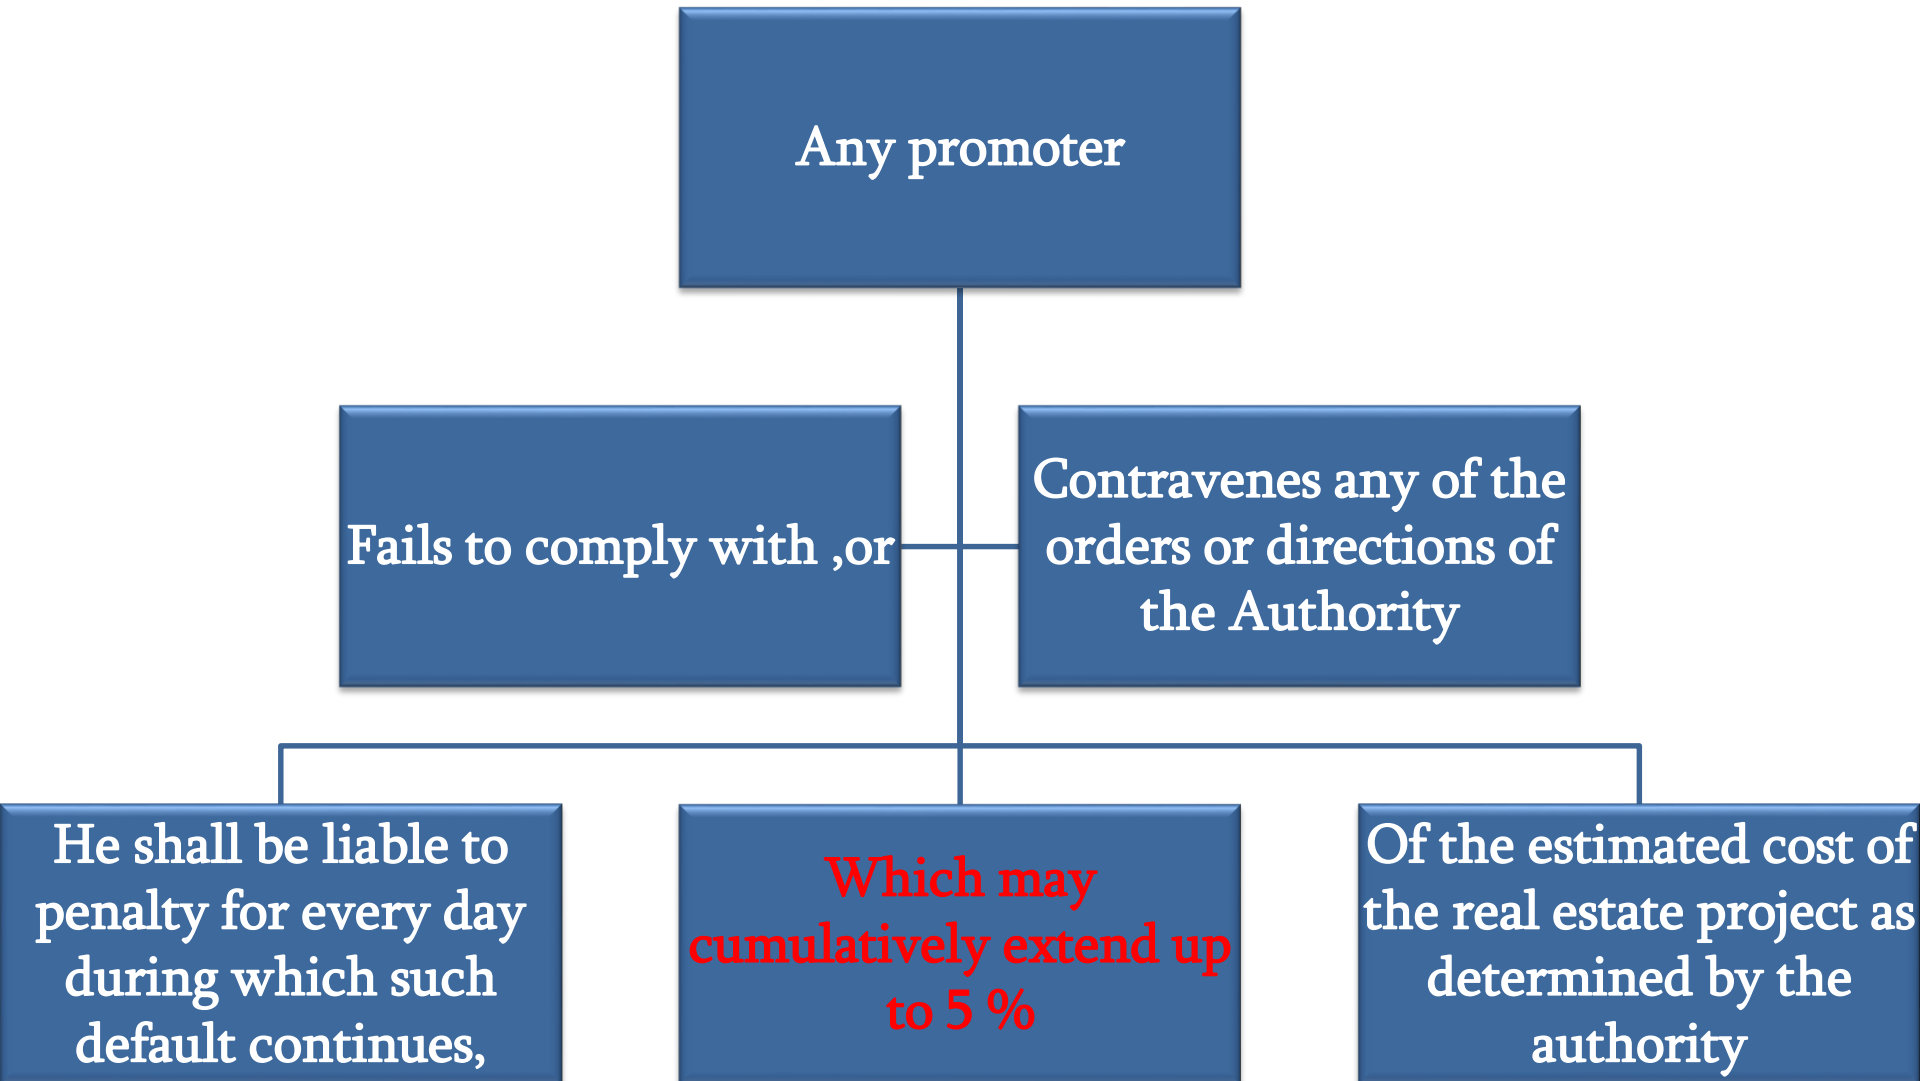 Any promoter
Fails to comply with ,or
Contravenes any of the
orders or directions of
the Authority
He shall be liable to
penalty for every day
during which such
default continues,
Which may
cumulatively extend up
to 5 %
Of the estimated cost of
the real estate project as
determined by the
authority